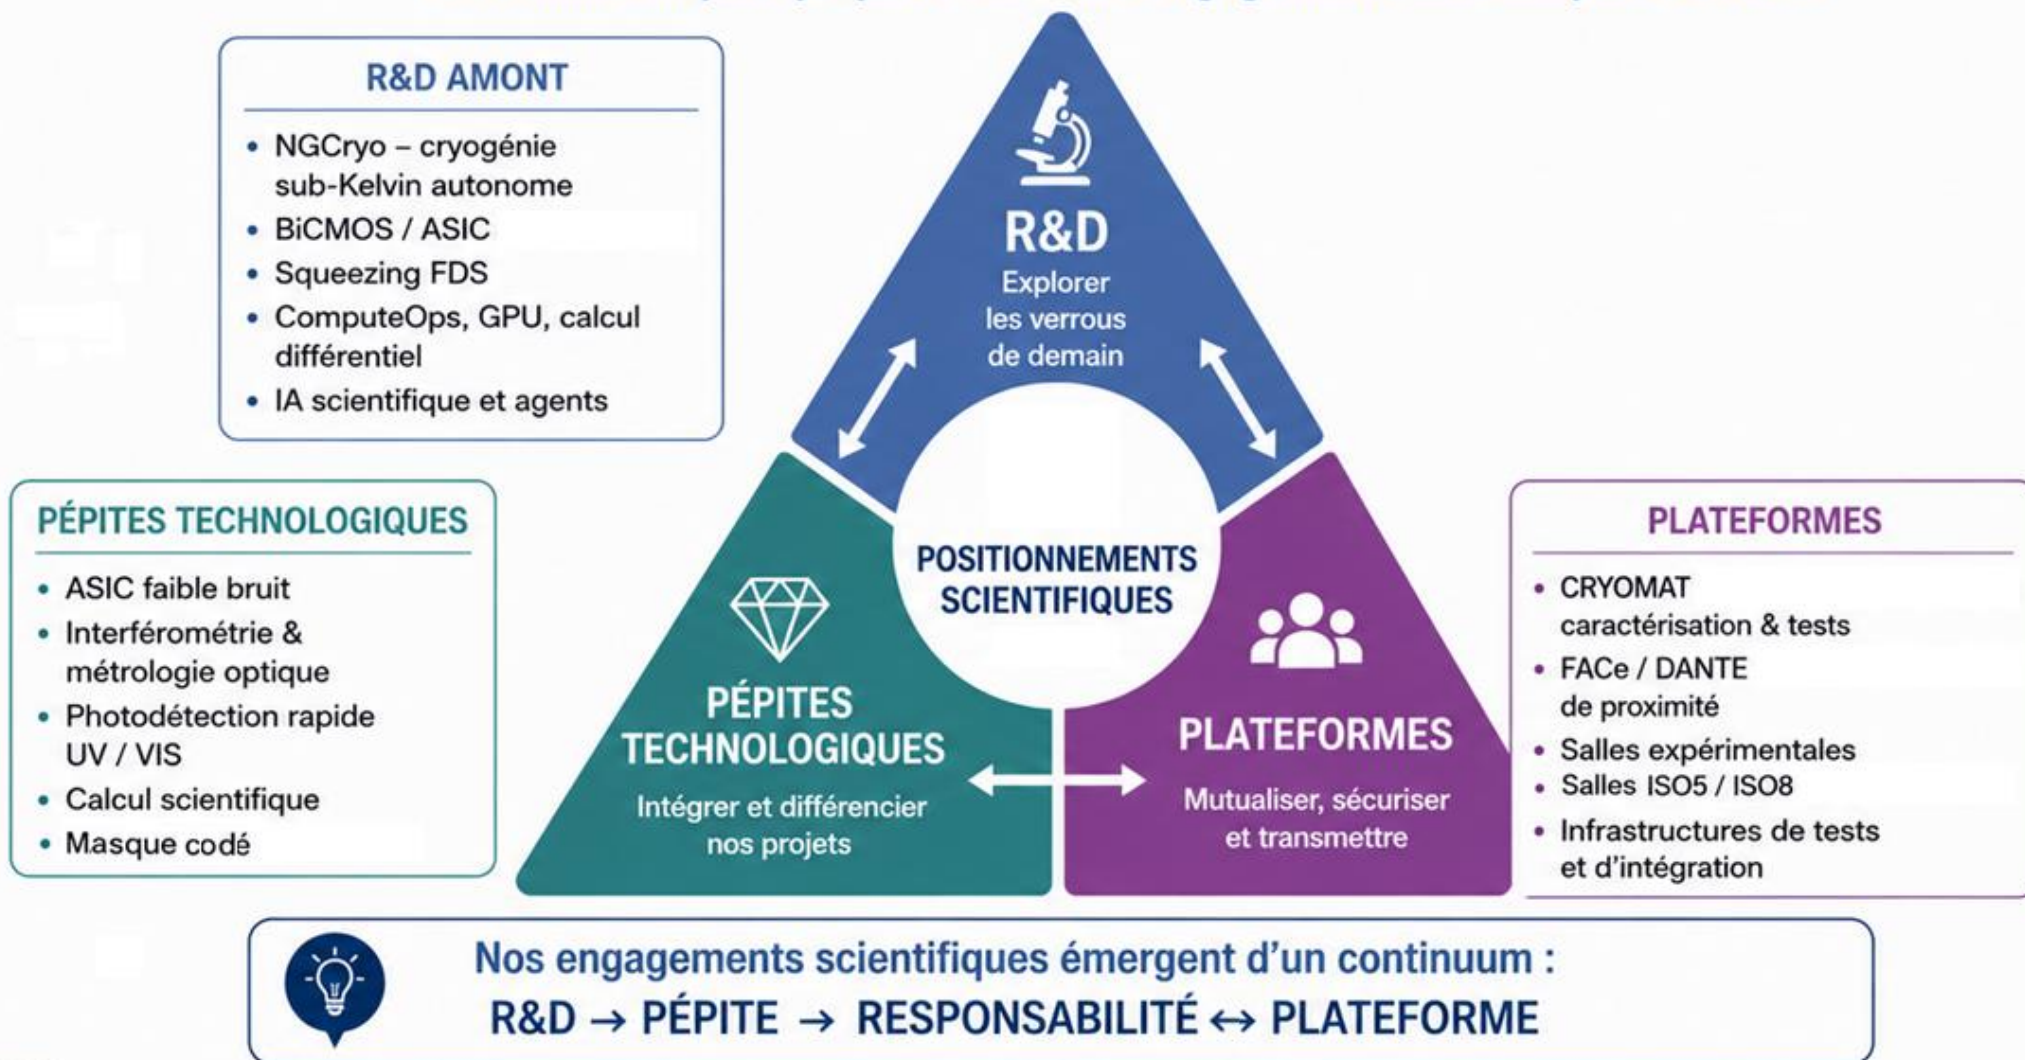 R&D AMONT
• NGCryo – cryogénie
sub-Kelvin autonome
• BiCMOS / ASIC
• Squeezing FDS
• ComputeOps, GPU, calcul
différentiel
• IA scientifique et agents
R&D
Explorer
les verrous
de demain
POSITIONNEMENTS
SCIENTIFIQUES
PÉPITES TECHNOLOGIQUES
• ASIC faible bruit
• Interférométrie &
métrologie optique
• Photodétection rapide
UV / VIS
• Calcul scientifique
• Masque codé
PÉPITES
TECHNOLOGIQUES
Intégrer et différencier
nos projets
PLATEFORMES
Mutualiser, sécuriser
et transmettre
PLATEFORMES
• CRYOMAT
caractérisation & tests
• FACe / DANTE
de proximité
• Salles expérimentales
• Salles ISO5 / ISO8
• Infrastructures de tests
et d'intégration
Nos engagements scientifiques émergent d'un continuum :
R&D → PÉPITE → RESPONSABILITÉ ↔ PLATEFORME